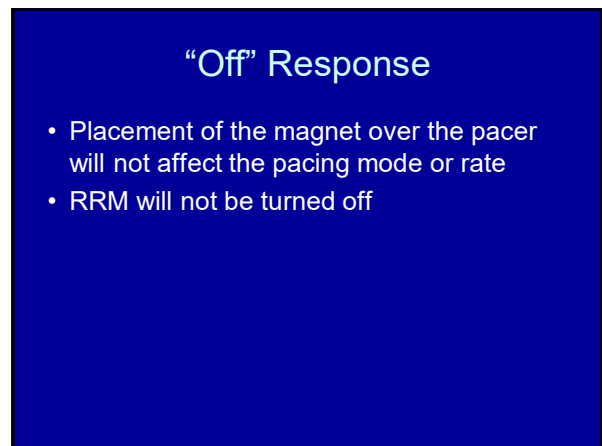 “Off” Response
• Placement of the magnet over the pacer
will not affect the pacing mode or rate
• RRM will not be turned off